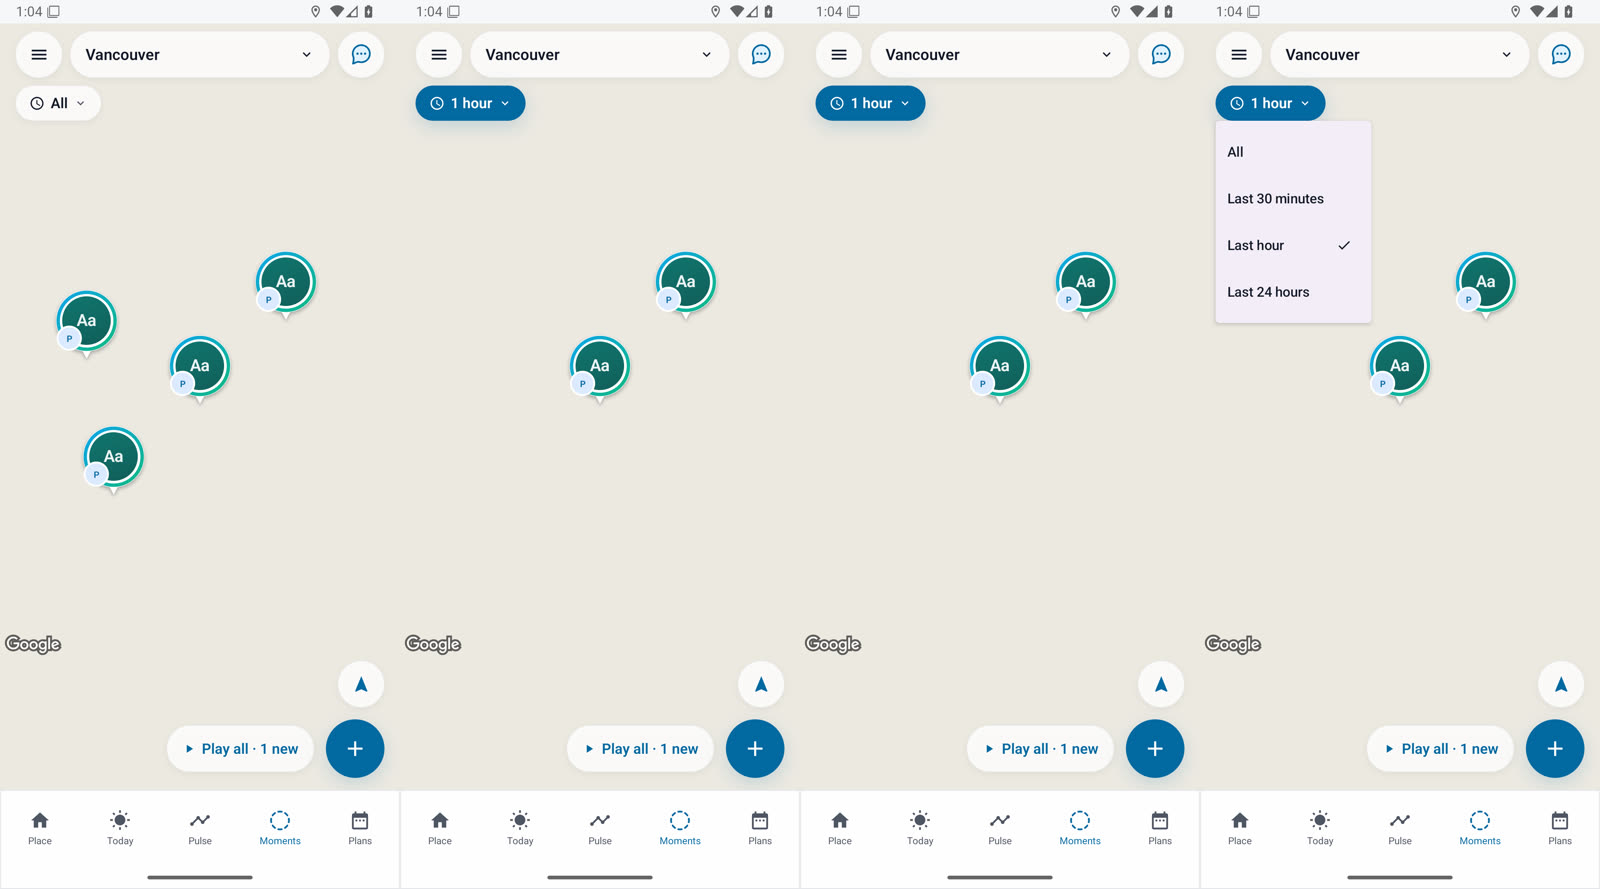 1:04
Vancouver
All
Aa
P
Aa
P
Aa
P
Aa
P
Google
Play all · 1 new
Place Today Pulse Moments Plans
1:04
Vancouver
1 hour
Aa
P
Aa
P
Google
Play all · 1 new
Place Today Pulse Moments Plans
1:04
Vancouver
1 hour
Aa
P
Aa
P
Google
Play all · 1 new
Place Today Pulse Moments Plans
1:04
Vancouver
1 hour
All
Last 30 minutes
Last hour
Last 24 hours
Aa
P
Aa
P
Google
Play all · 1 new
Place Today Pulse Moments Plans